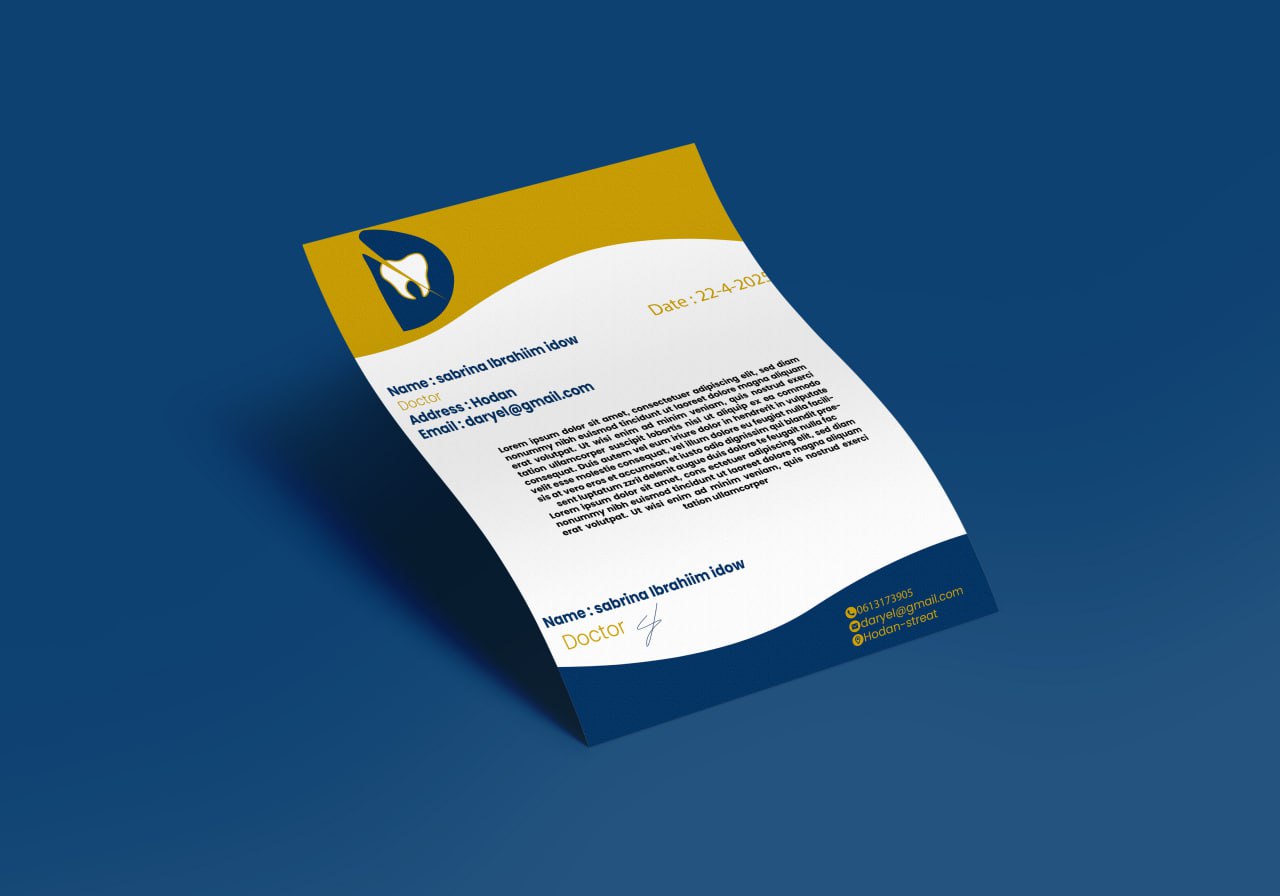 Date : 22-4-2025
Name : sabrina Ibrahiim idow
Doctor
Address : Hodan
Email : daryel@gmail.com
Lorem ipsum dolor sit amet, consectetuer adipiscing elit, sed diam
nonummy nibh euismod tincidunt ut laoreet dolore magna aliquam
erat volutpat. Ut wisi enim ad minim veniam, quis nostrud exerci
tation ullamcorper suscipit lobortis nisl ut aliquip ex ea commodo
consequat. Duis autem vel eum iriure dolor in hendrerit in vulputate
velit esse molestie consequat, vel illum dolore eu feugiat nulla facili-
sis at vero eros et accumsan et iusto odio dignissim qui blandit prae-
sent luptatum zzril delenit augue duis dolore te feugait nulla fac
Lorem ipsum dolor sit amet, cons ectetuer adipiscing elit, sed diam
nonummy nibh euismod tincidunt ut laoreet dolore magna aliquam
erat volutpat. Ut wisi enim ad minim veniam, quis nostrud exerci
tation ullamcorper
Name : sabrina Ibrahiim idow
Doctor
0613173905
daryel@gmail.com
Hodan-streat